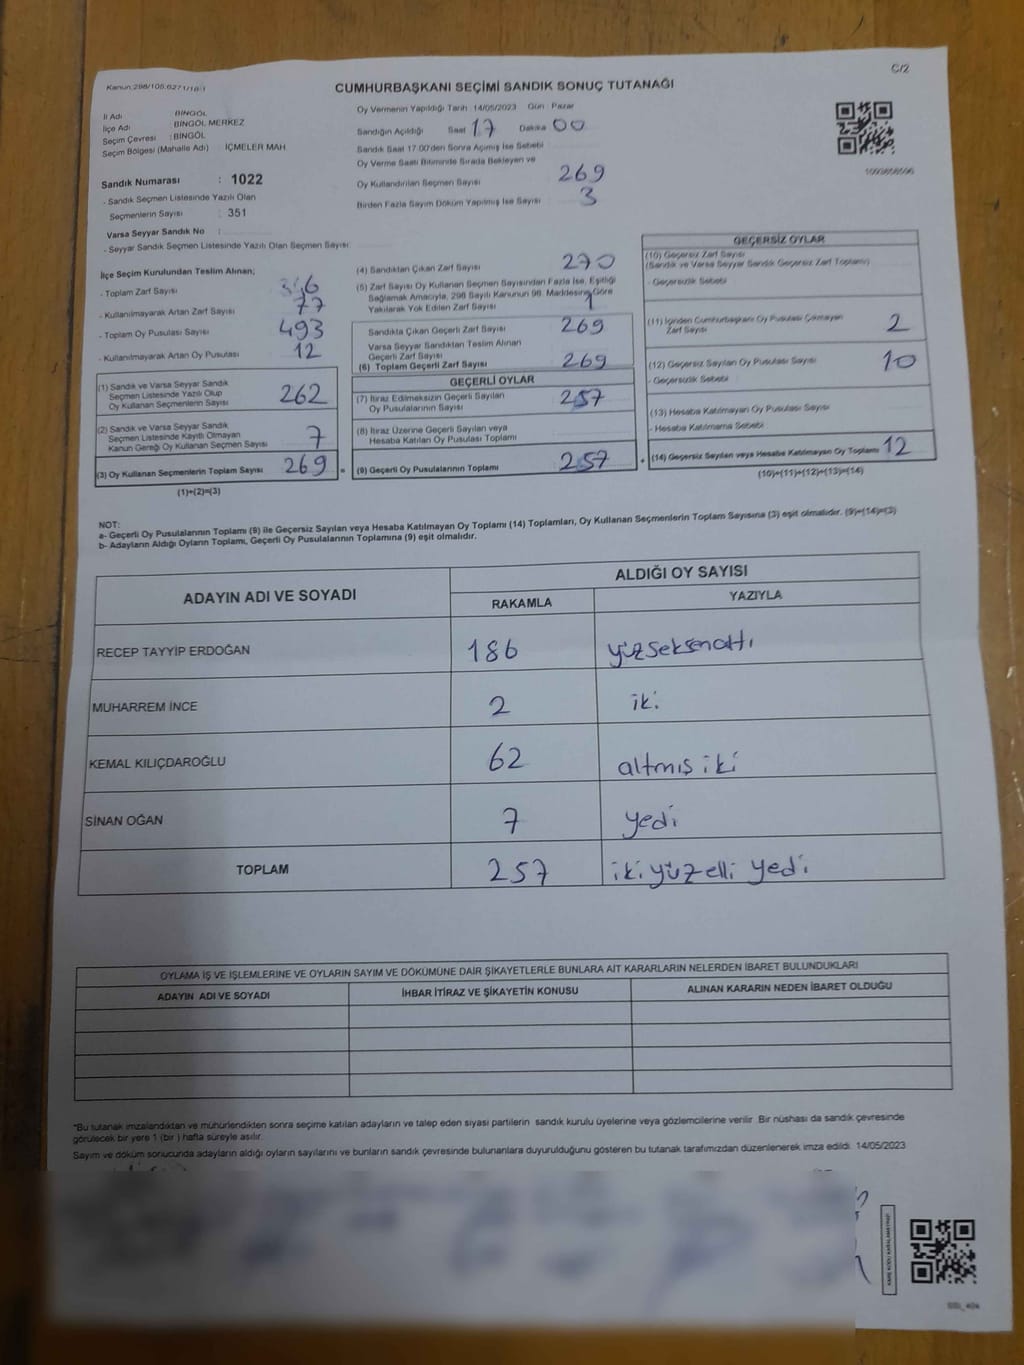 Kanun:298/105,6271/18-1
C/2
CUMHURBAŞKANI SEÇİMİ SANDIK SONUÇ TUTANAĞI
İl Adı : BİNGÖL
İlçe Adı : BİNGÖL MERKEZ
Seçim Çevresi : BİNGÖL
Seçim Bölgesi (Mahalle Adı) : İÇMELER MAH
Sandık Numarası : 1022
- Sandık Seçmen Listesinde Yazılı Olan
Seçmenlerin Sayısı : 351
Varsa Seyyar Sandık No :
- Seyyar Sandık Seçmen Listesinde Yazılı Olan Seçmen Sayısı:
Oy Vermenin Yapıldığı Tarih 14/05/2023 Gün : Pazar
Sandığın Açıldığı Saat 17 Dakika 00
Sandık Saat 17.00'den Sonra Açımış İse Sebebi
Oy Verme Saati Bitiminde Sırada Bekleyen ve
Oy Kullandırılan Seçmen Sayısı 269
Birden Fazla Sayım Döküm Yapılmış İse Sayısı 3
İlçe Seçim Kurulundan Teslim Alınan;
- Toplam Zarf Sayısı
- Kullanılmayarak Artan Zarf Sayısı 77
- Toplam Oy Pusulası Sayısı 493
- Kullanılmayarak Artan Oy Pusulası 12
(1) Sandık ve Varsa Seyyar Sandık
Seçmen Listesinde Yazılı Olup
Oy Kullanan Seçmenlerin Sayısı 262
(2) Sandık ve Varsa Seyyar Sandık
Seçmen Listesinde Kayıtlı Olmayan
Kanun Gereği Oy Kullanan Seçmen Sayısı 7
(3) Oy Kullanan Seçmenlerin Toplam Sayısı 269 =
(1)+(2)=(3)
(4) Sandıktan Çıkan Zarf Sayısı 270
(5) Zarf Sayısı Oy Kullanan Seçmen Sayısından Fazla İse, Eşitliği
Sağlamak Amacıyla, 298 Sayılı Kanunun 98. Maddesine Göre
Yakılarak Yok Edilen Zarf Sayısı 1
Sandıkta Çıkan Geçerli Zarf Sayısı 269
Varsa Seyyar Sandıktan Teslim Alınan
Geçerli Zarf Sayısı
(6) Toplam Geçerli Zarf Sayısı 269
GEÇERLİ OYLAR
(7) İtiraz Edilmeksizin Geçerli Sayılan
Oy Pusulalarının Sayısı 257
(8) İtiraz Üzerine Geçerli Sayılan veya
Hesaba Katılan Oy Pusulası Toplamı
(9) Geçerli Oy Pusulalarının Toplamı 257 +
GEÇERSİZ OYLAR
(10) Geçersiz Zarf Sayısı
(Sandık ve Varsa Seyyar Sandık Geçersiz Zarf Toplamı)
- Geçersizlik Sebebi
(11) İçinden Cumhurbaşkanı Oy Pusulası Çıkmayan
Zarf Sayısı 2
(12) Geçersiz Sayılan Oy Pusulası Sayısı 10
- Geçersizlik Sebebi
(13) Hesaba Katılmayan Oy Pusulası Sayısı
- Hesaba Katılmama Sebebi
(14) Geçersiz Sayılan veya Hesaba Katılmayan Oy Toplamı 12
(10)+(11)+(12)+(13)=(14)
NOT:
a- Geçerli Oy Pusulalarının Toplamı (9) ile Geçersiz Sayılan veya Hesaba Katılmayan Oy Toplamı (14) Toplamları, Oy Kullanan Seçmenlerin Toplam Sayısına (3) eşit olmalıdır. (9)+(14)=(3)
b- Adayların Aldığı Oyların Toplamı, Geçerli Oy Pusulalarının Toplamına (9) eşit olmalıdır.
ADAYIN ADI VE SOYADI ALDIĞI OY SAYISI
RAKAMLA YAZIYLA
RECEP TAYYİP ERDOĞAN 186 yüzseksenaltı
MUHARREM İNCE 2 iki
KEMAL KILIÇDAROĞLU 62 altmış iki
SİNAN OĞAN 7 yedi
TOPLAM 257 ikiyüzelli yedi
OYLAMA İŞ VE İŞLEMLERİNE VE OYLARIN SAYIM VE DÖKÜMÜNE DAİR ŞİKAYETLERLE BUNLARA AİT KARARLARIN NELERDEN İBARET BULUNDUKLARI
ADAYIN ADI VE SOYADI İHBAR İTİRAZ VE ŞİKAYETİN KONUSU ALINAN KARARIN NEDEN İBARET OLDUĞU
*Bu tutanak imzalandıktan ve mühürlendikten sonra seçime katılan adayların ve talep eden siyasi partilerin sandık kurulu üyelerine veya gözlemcilerine verilir. Bir nüshası da sandık çevresinde
görülecek bir yere 1 (bir ) hafta süreyle asılır.
Sayım ve döküm sonucunda adayların aldığı oyların sayılarını ve bunların sandık çevresinde bulunanlara duyurulduğunu gösteren bu tutanak tarafımızdan düzenlenerek imza edildi. 14/05/2023